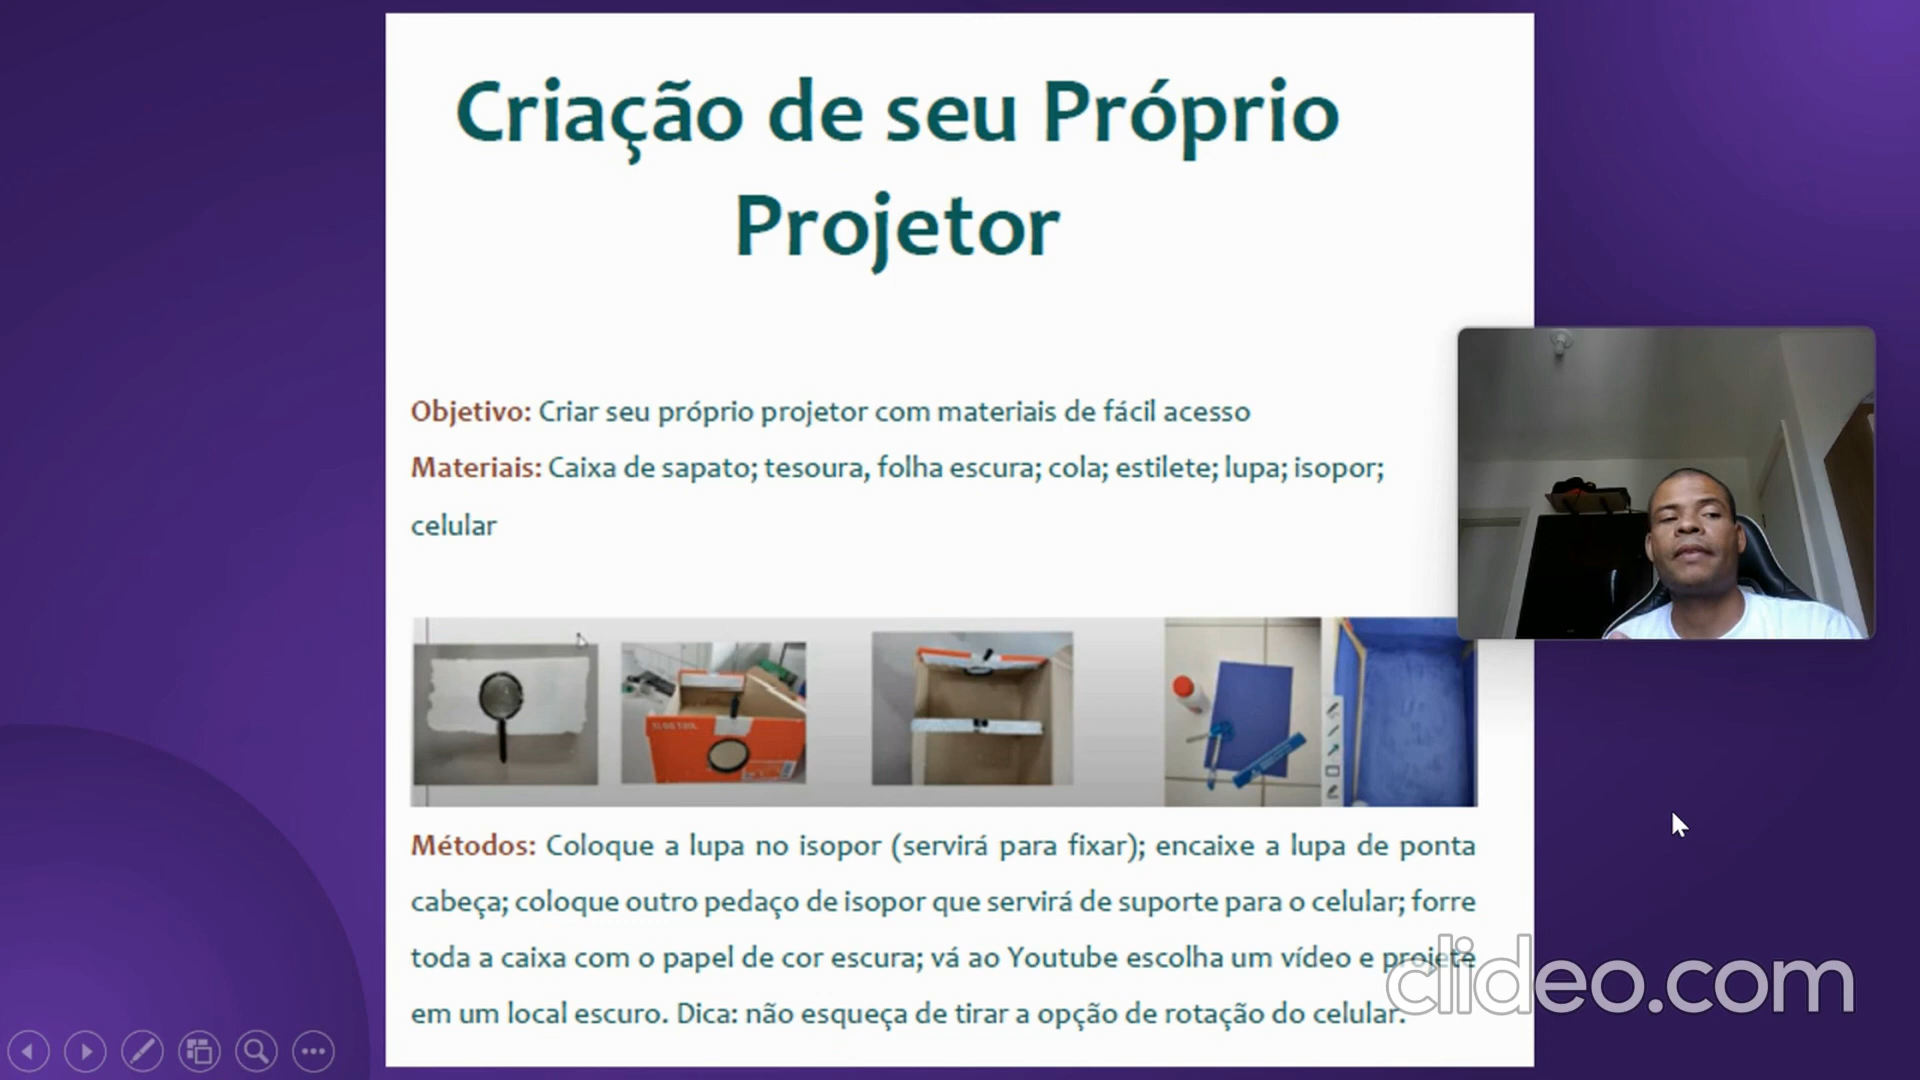 Criação de seu Próprio
Projetor
Objetivo: Criar seu próprio projetor com materiais de fácil acesso
Materiais: Caixa de sapato; tesoura, folha escura; cola; estilete; lupa; isopor;
celular
Métodos: Coloque a lupa no isopor (servirá para fixar); encaixe a lupa de ponta
cabeça; coloque outro pedaço de isopor que servirá de suporte para o celular; forre
toda a caixa com o papel de cor escura; vá ao Youtube escolha um vídeo e projete
em um local escuro. Dica: não esqueça de tirar a opção de rotação do celular.
clideo.com